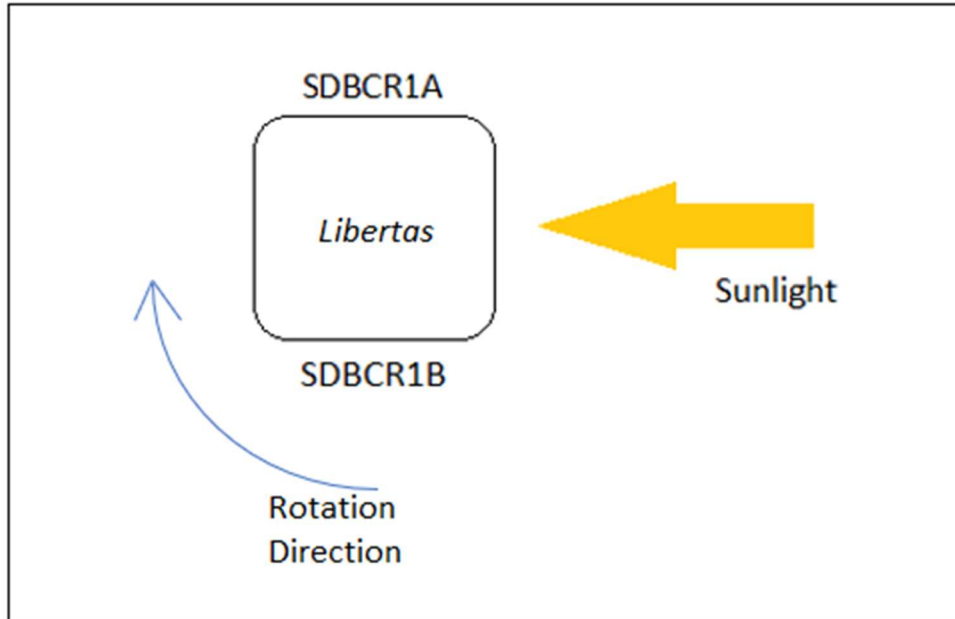 SDBCR1A
Libertas
Sunlight
SDBCR1B
Rotation
Direction